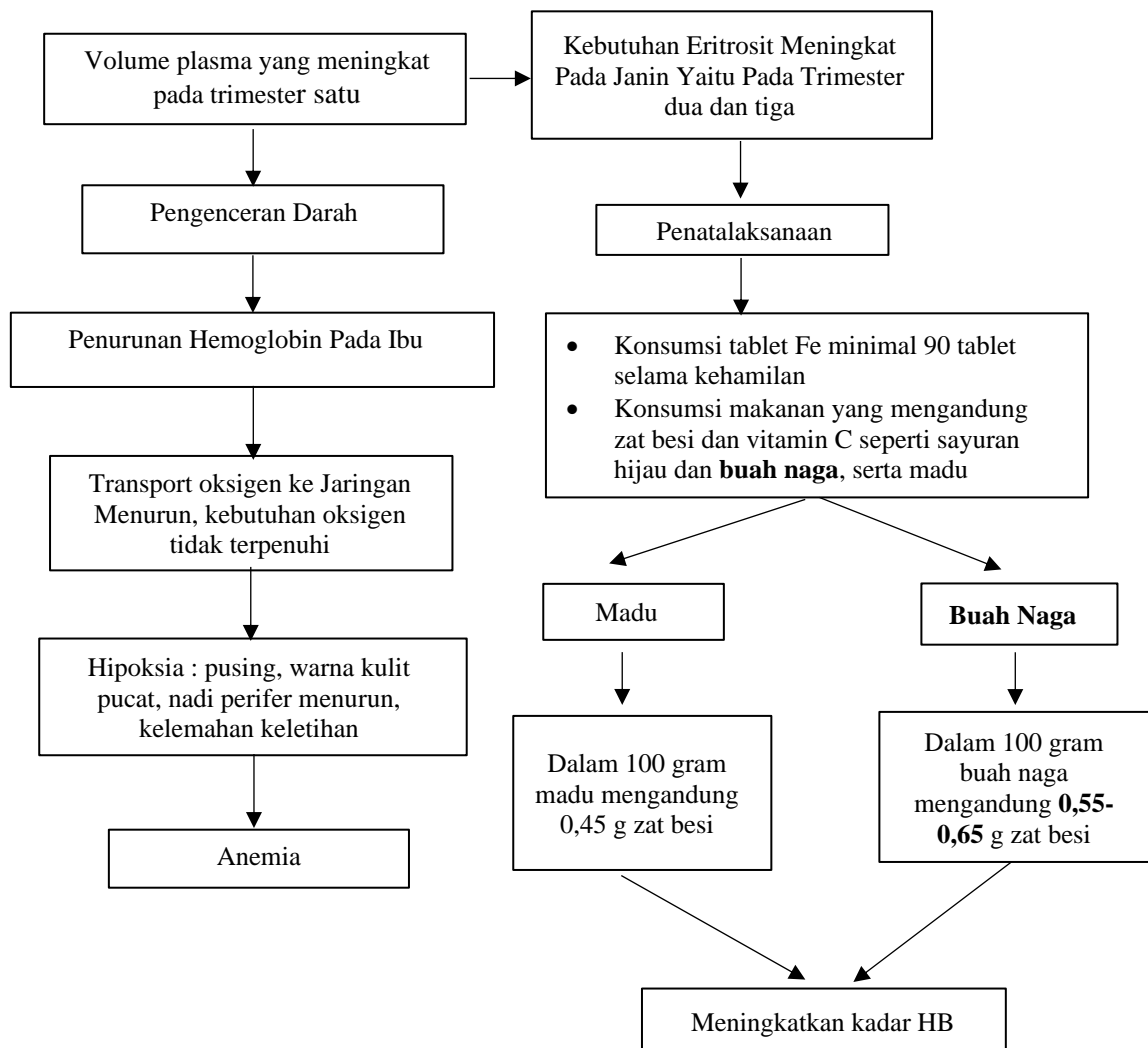 Volume plasma yang meningkat
pada trimester satu
Kebutuhan Eritrosit Meningkat
Pada Janin Yaitu Pada Trimester
dua dan tiga
Pengenceran Darah
Penatalaksanaan
Penurunan Hemoglobin Pada Ibu
• Konsumsi tablet Fe minimal 90 tablet
selama kehamilan
• Konsumsi makanan yang mengandung
zat besi dan vitamin C seperti sayuran
hijau dan buah naga, serta madu
Transport oksigen ke Jaringan
Menurun, kebutuhan oksigen
tidak terpenuhi
Madu
Buah Naga
Hipoksia : pusing, warna kulit
pucat, nadi perifer menurun,
kelemahan keletihan
Dalam 100 gram
madu mengandung
0,45 g zat besi
Dalam 100 gram
buah naga
mengandung 0,55-
0,65 g zat besi
Anemia
Meningkatkan kadar HB